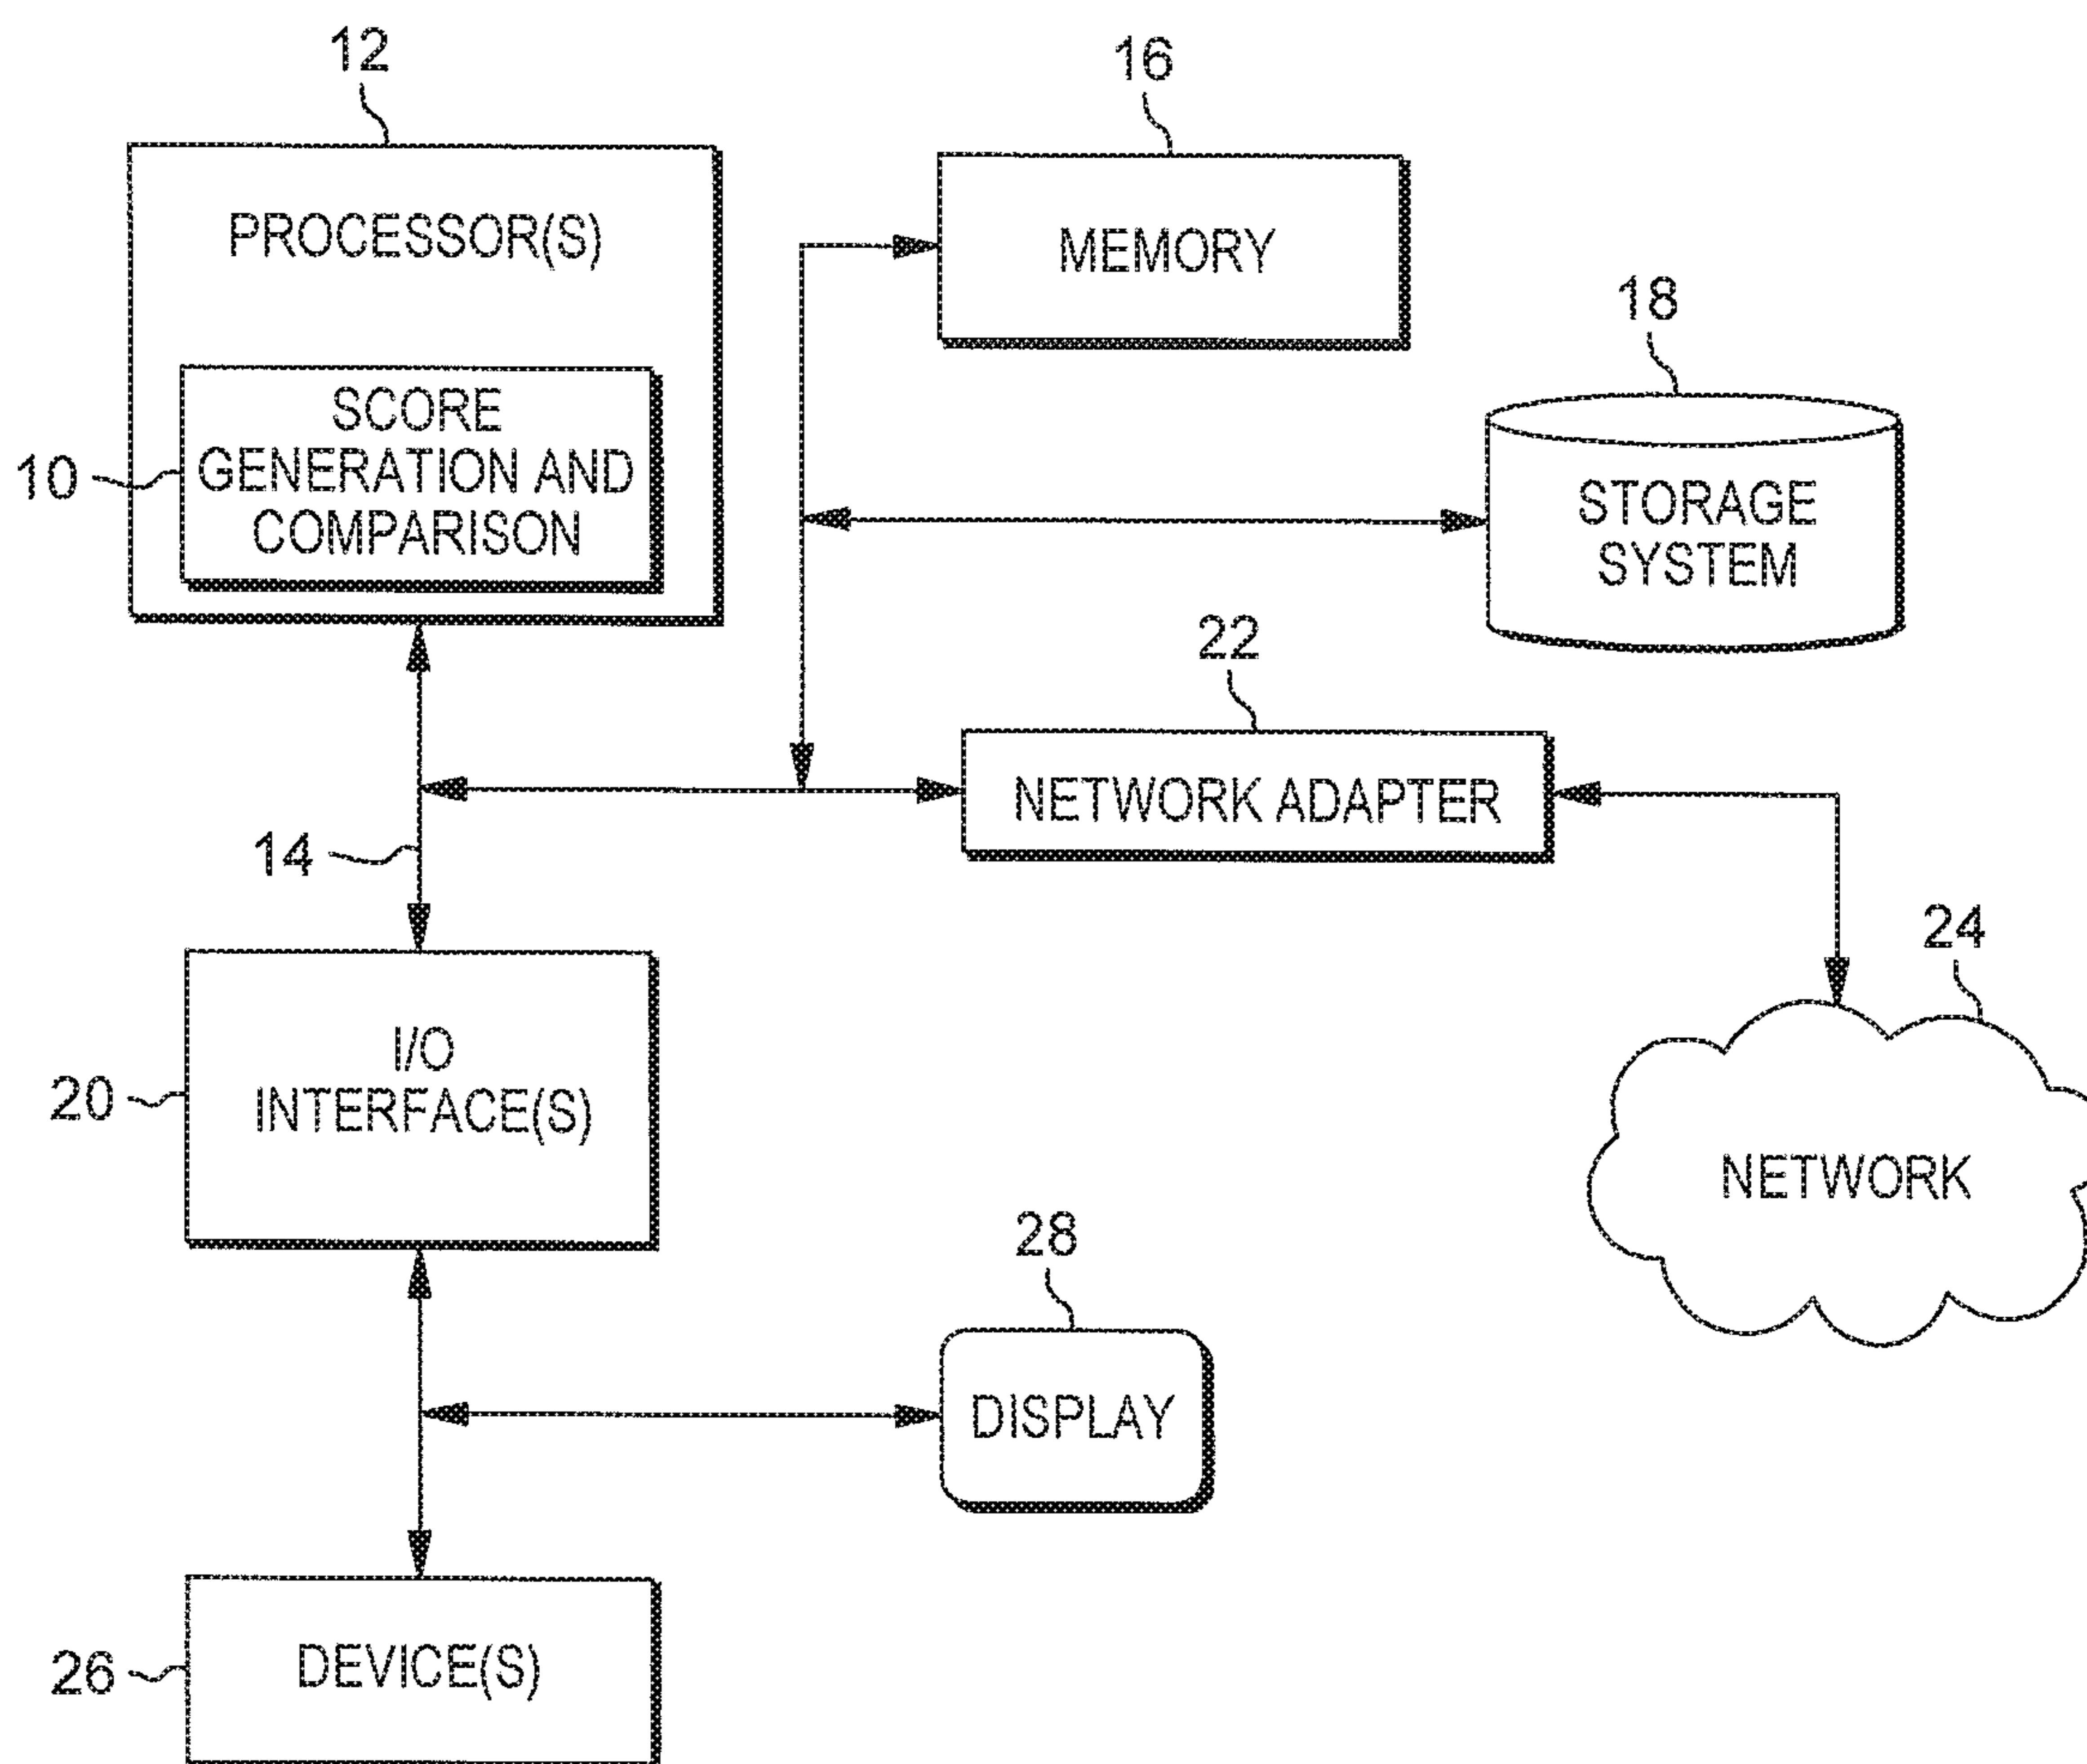 12
16
PROCESSOR(S)
MEMORY
18
SCORE
GENERATION AND
COMPARISON
10
STORAGE
SYSTEM
22
NETWORK ADAPTER
14
24
I/O
INTERFACE(S)
20
NETWORK
28
DISPLAY
DEVICE(S)
26